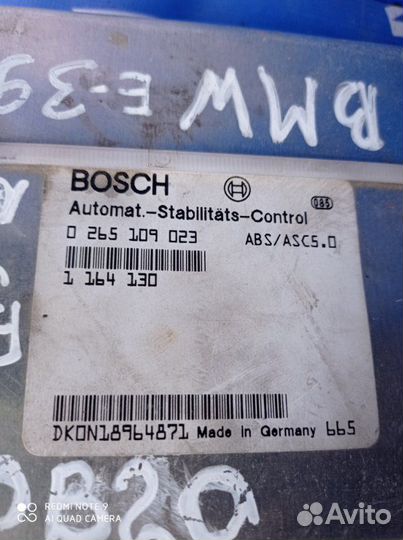 BMW E-39
BOSCH
085
Automat.-Stabilitäts-Control
0 265 109 023 ABS/ASC5.0
1 164 130
DKON18964871 Made in Germany 665
REDMI NOTE 9
AI QUAD CAMERA
Avito